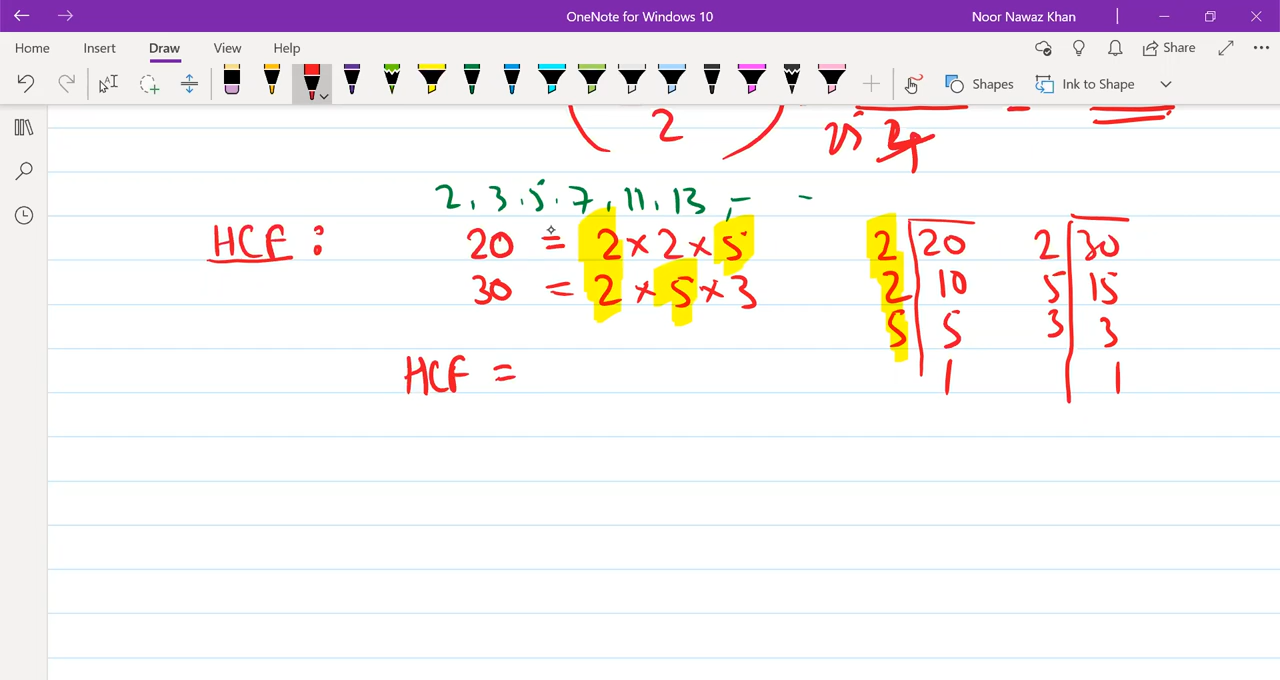 OneNote for Windows 10
Noor Nawaz Khan
Home Insert Draw View Help
Share
Shapes
Ink to Shape
2
2, 3, 5, 7, 11, 13, - -
HCF :
20 = 2 × 2 × 5
30 = 2 × 5 × 3
HCF =
2 | 20
2 | 10
5 | 5
1
2 | 30
5 | 15
3 | 3
1